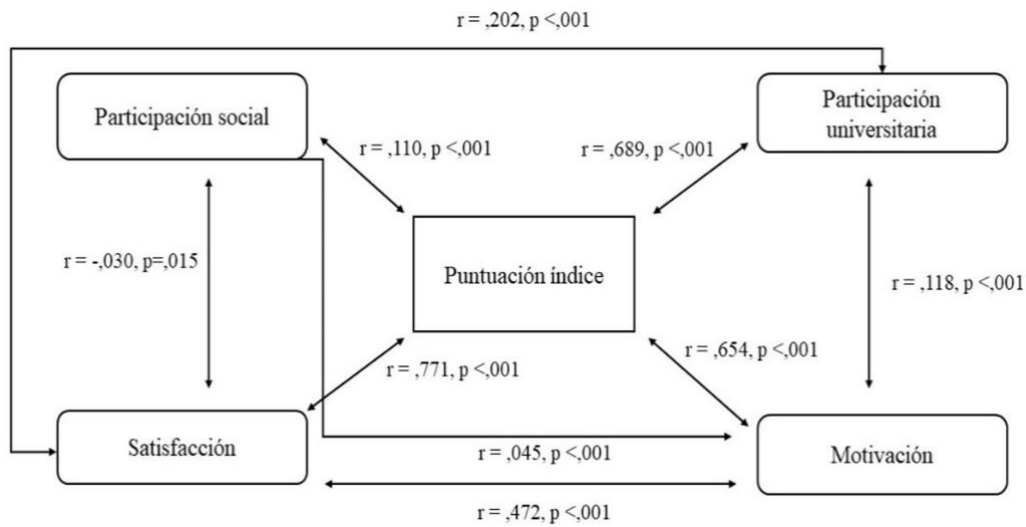 r = ,202, p <,001
Participación social
Participación
universitaria
r = ,110, p <,001
r = ,689, p <,001
r = -,030, p=,015
Puntuación índice
r = ,118, p <,001
r = ,771, p <,001
r = ,654, p <,001
Satisfacción
r = ,045, p <,001
Motivación
r = ,472, p <,001